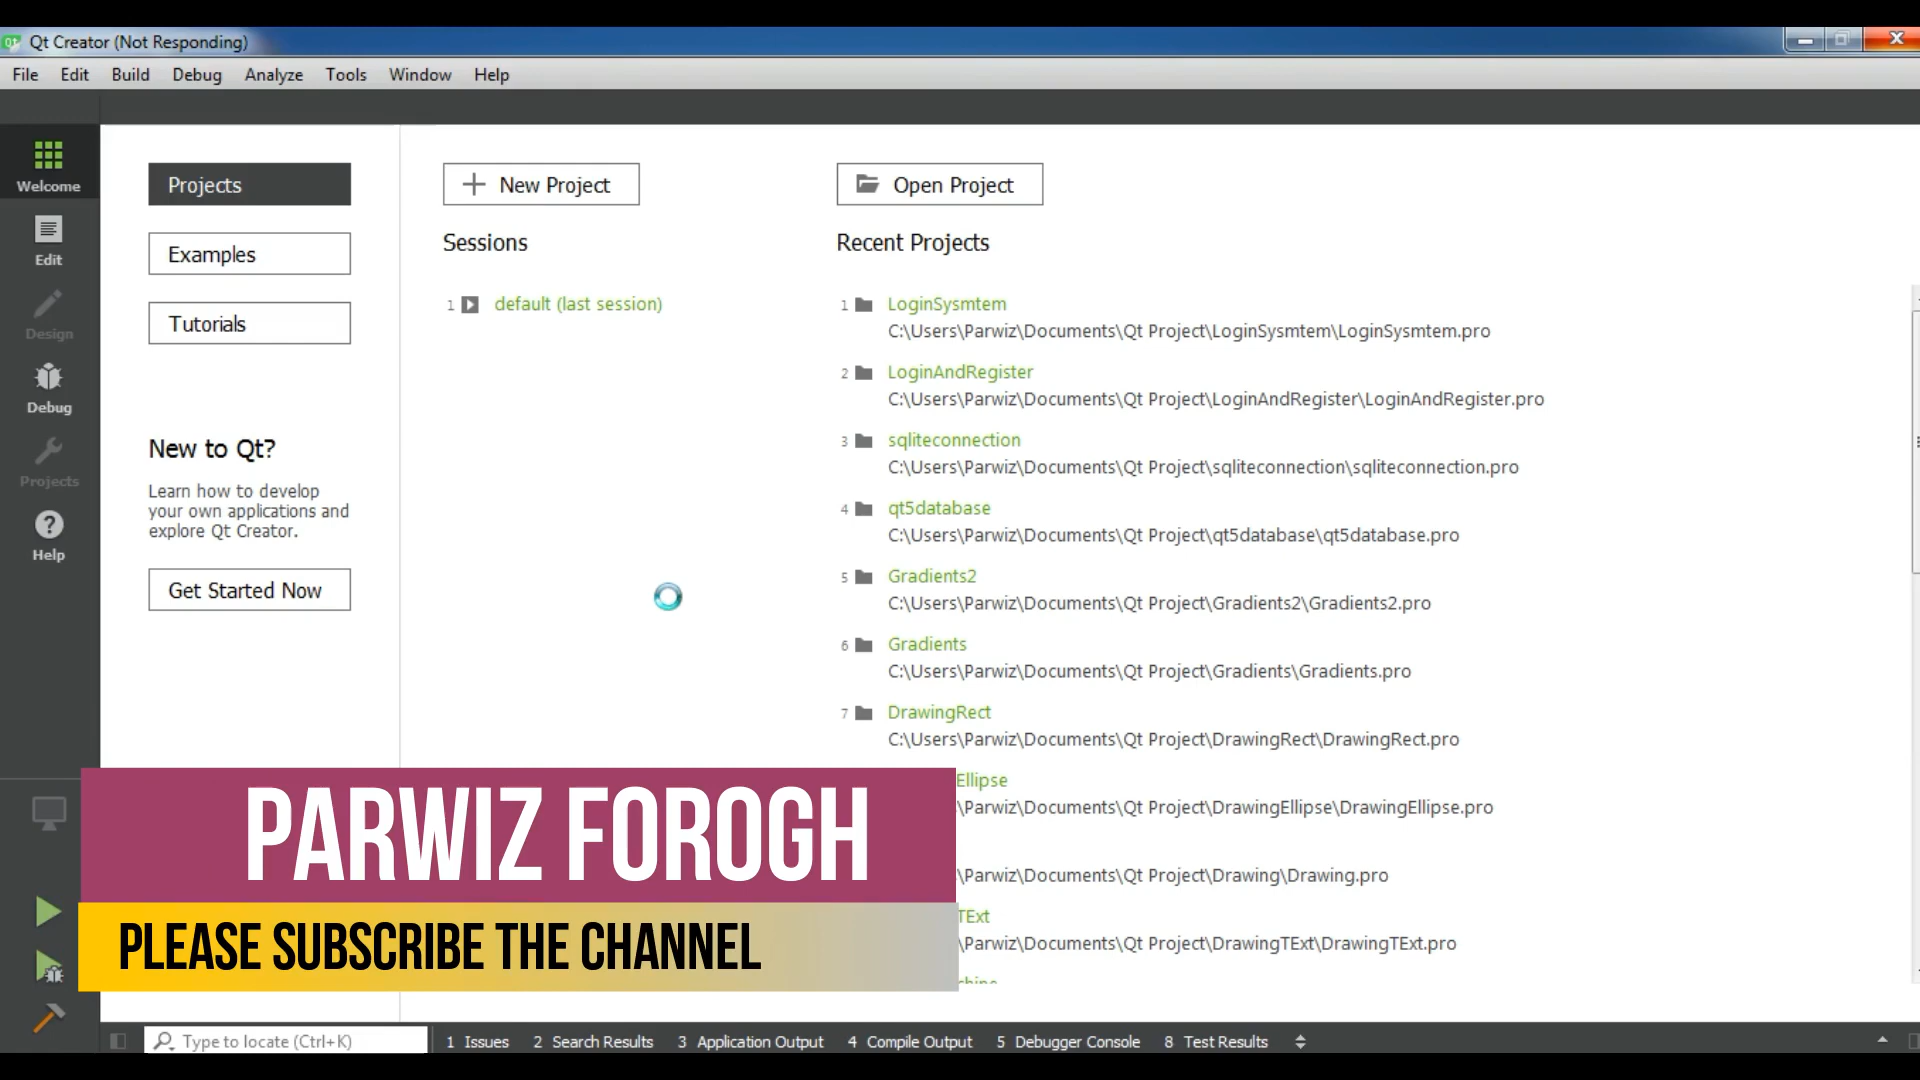 Qt Creator (Not Responding)
File Edit Build Debug Analyze Tools Window Help
Welcome
Edit
Design
Debug
Projects
Help
Projects
Examples
Tutorials
New to Qt?
Learn how to develop
your own applications and
explore Qt Creator.
Get Started Now
New Project
Sessions
1 default (last session)
Open Project
Recent Projects
1 LoginSysmtem
C:\Users\Parwiz\Documents\Qt Project\LoginSysmtem\LoginSysmtem.pro
2 LoginAndRegister
C:\Users\Parwiz\Documents\Qt Project\LoginAndRegister\LoginAndRegister.pro
3 sqliteconnection
C:\Users\Parwiz\Documents\Qt Project\sqliteconnection\sqliteconnection.pro
4 qt5database
C:\Users\Parwiz\Documents\Qt Project\qt5database\qt5database.pro
5 Gradients2
C:\Users\Parwiz\Documents\Qt Project\Gradients2\Gradients2.pro
6 Gradients
C:\Users\Parwiz\Documents\Qt Project\Gradients\Gradients.pro
7 DrawingRect
C:\Users\Parwiz\Documents\Qt Project\DrawingRect\DrawingRect.pro
Ellipse
\Parwiz\Documents\Qt Project\DrawingEllipse\DrawingEllipse.pro
\Parwiz\Documents\Qt Project\Drawing\Drawing.pro
TExt
\Parwiz\Documents\Qt Project\DrawingTExt\DrawingTExt.pro
PARWIZ FOROGH
PLEASE SUBSCRIBE THE CHANNEL
Type to locate (Ctrl+K) 1 Issues 2 Search Results 3 Application Output 4 Compile Output 5 Debugger Console 8 Test Results